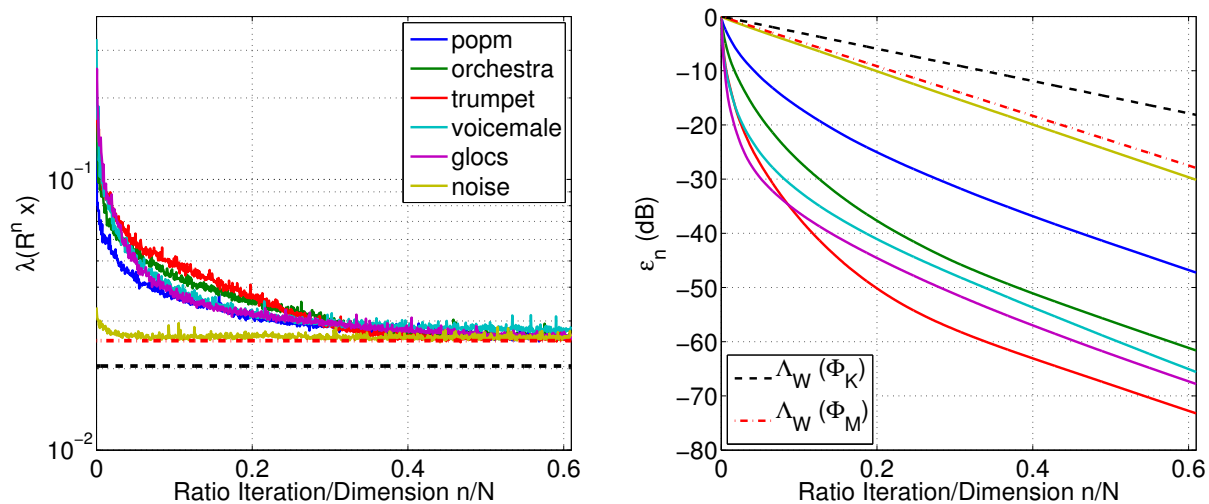 λ(Rⁿ x)
10⁻¹
10⁻²
0
0.2
0.4
0.6
Ratio Iteration/Dimension n/N
popm
orchestra
trumpet
voicemale
glocs
noise
εₙ (dB)
0
−10
−20
−30
−40
−50
−60
−70
−80
0
0.2
0.4
0.6
Ratio Iteration/Dimension n/N
Λ_W (Φ_K)
Λ_W (Φ_M)